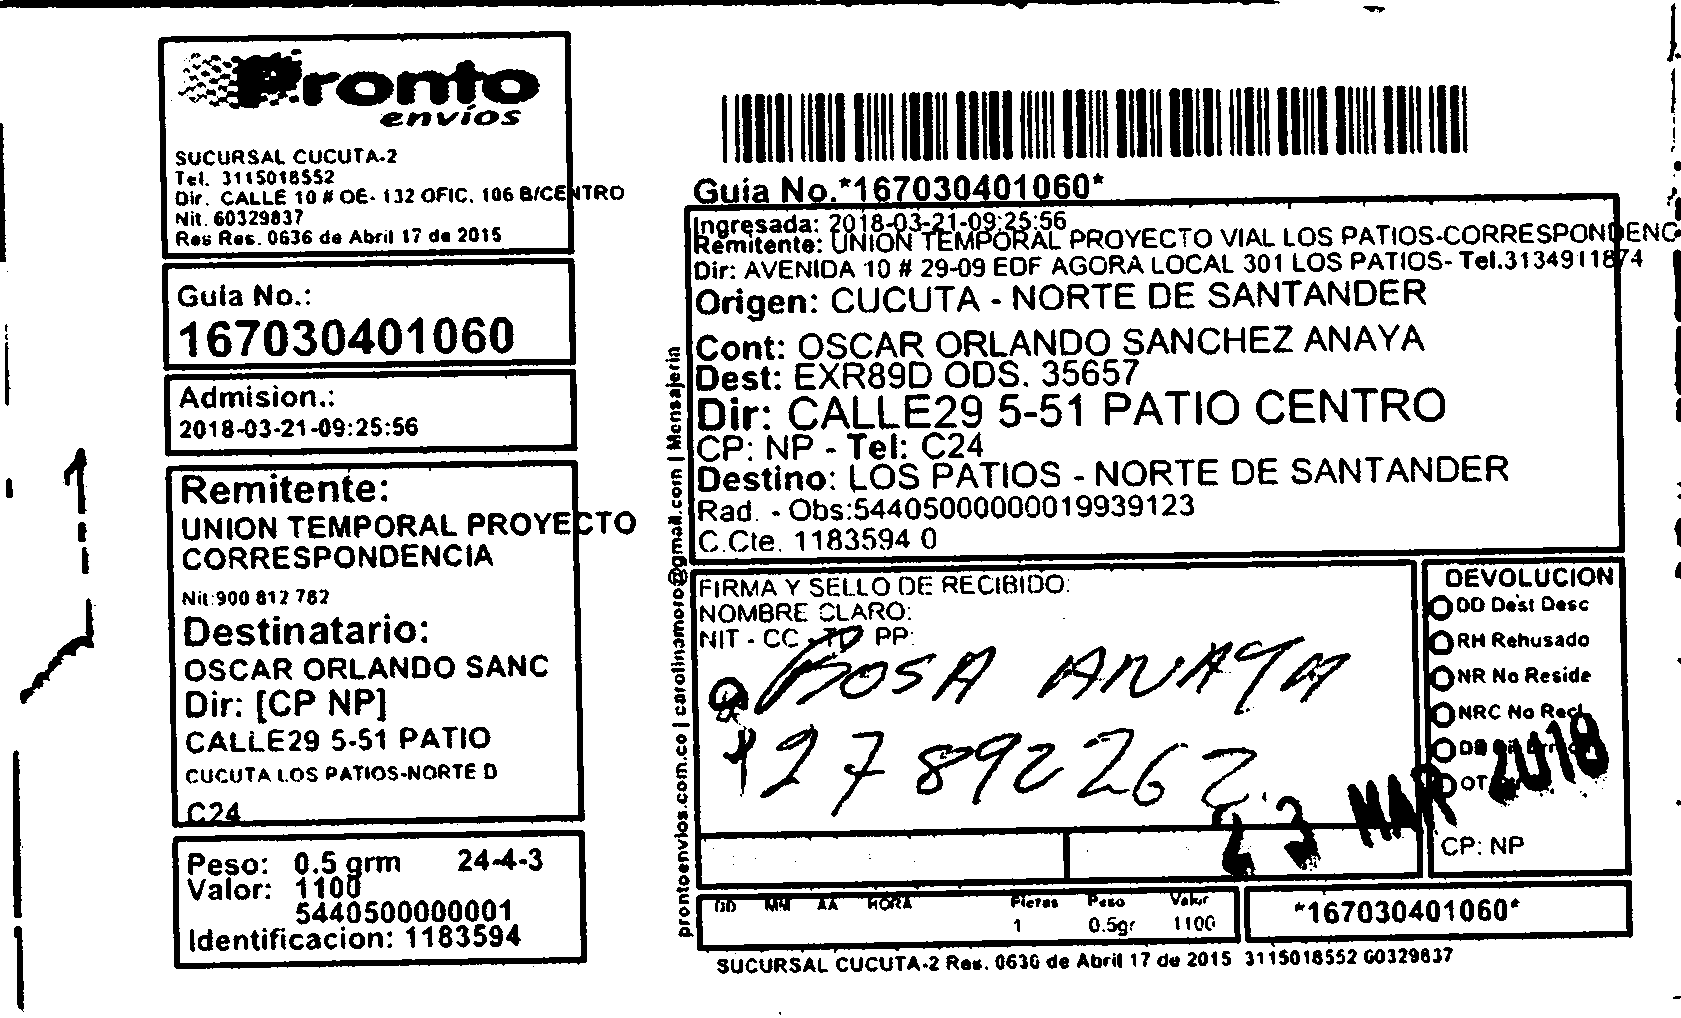 Pronto
envíos
SUCURSAL CUCUTA-2
Tel. 3115018552
Dir. CALLE 10 # OE- 132 OFIC. 106 B/CENTRO
Nit. 60329837
Res Res. 0636 de Abril 17 de 2015
Guia No.:
167030401060
Admision.:
2018-03-21-09:25:56
Remitente:
UNION TEMPORAL PROYECTO
CORRESPONDENCIA
Nit:900 812 782
Destinatario:
OSCAR ORLANDO SANC
Dir: [CP NP]
CALLE29 5-51 PATIO
CUCUTA LOS PATIOS-NORTE D
C24
Peso: 0.5 grm 24-4-3
Valor: 1100
5440500000001
Identificacion: 1183594
prontoenvios.com.co | carolinamoro@gmail.com | Mensajeria
Guia No.*167030401060*
Ingresada: 2018-03-21-09:25:56
Remitente: UNION TEMPORAL PROYECTO VIAL LOS PATIOS-CORRESPONDENC
Dir: AVENIDA 10 # 29-09 EDF AGORA LOCAL 301 LOS PATIOS- Tel.3134911874
Origen: CUCUTA - NORTE DE SANTANDER
Cont: OSCAR ORLANDO SANCHEZ ANAYA
Dest: EXR89D ODS. 35657
Dir: CALLE29 5-51 PATIO CENTRO
CP: NP - Tel: C24
Destino: LOS PATIOS - NORTE DE SANTANDER
Rad. - Obs:54405000000019939123
C.Cte. 1183594 0
FIRMA Y SELLO DE RECIBIDO:
NOMBRE CLARO:
NIT - CC - TD PP:
ROSA ANAYA
27892262
23 MAR 2018
DEVOLUCION
DD Dest Desc
RH Rehusado
NR No Reside
NRC No Recl
OT
CP: NP
DD MM AA HORA Piezas Peso Valor
1 0.5gr 1100
*167030401060*
SUCURSAL CUCUTA-2 Res. 0636 de Abril 17 de 2015 3115018552 60329837